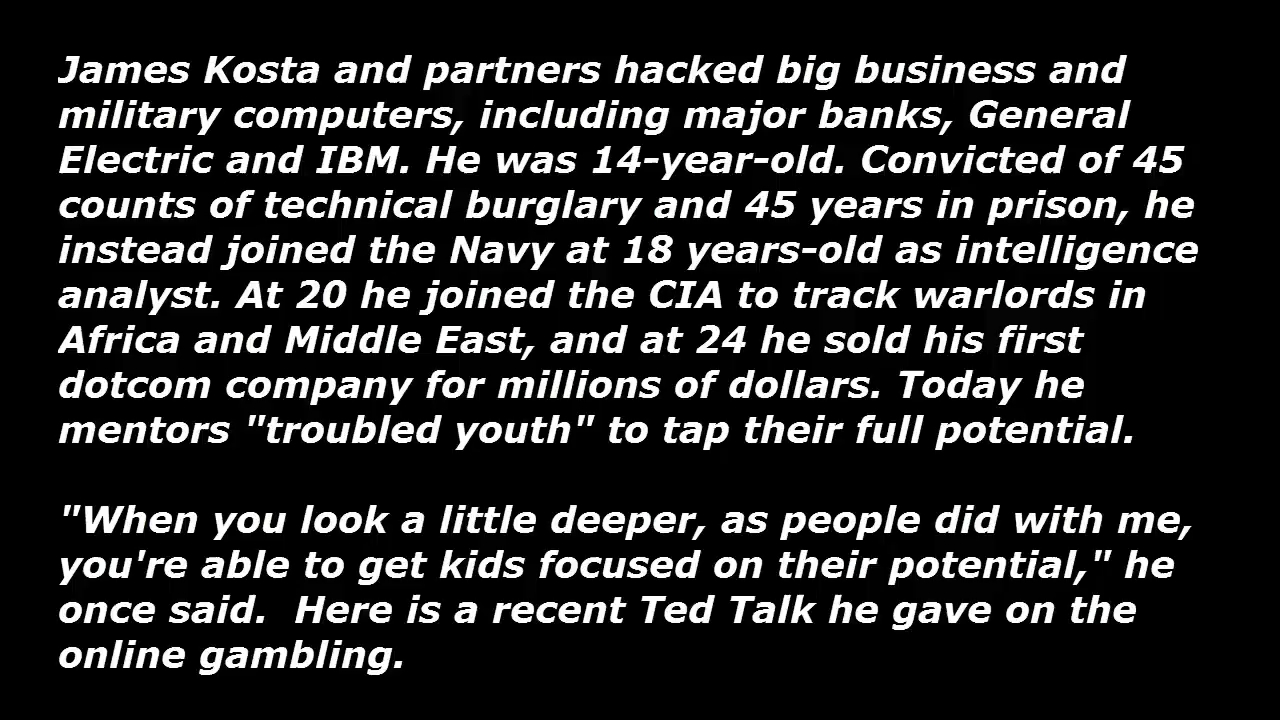 James Kosta and partners hacked big business and
military computers, including major banks, General
Electric and IBM. He was 14-year-old. Convicted of 45
counts of technical burglary and 45 years in prison, he
instead joined the Navy at 18 years-old as intelligence
analyst. At 20 he joined the CIA to track warlords in
Africa and Middle East, and at 24 he sold his first
dotcom company for millions of dollars. Today he
mentors "troubled youth" to tap their full potential.

"When you look a little deeper, as people did with me,
you're able to get kids focused on their potential," he
once said.  Here is a recent Ted Talk he gave on the
online gambling.